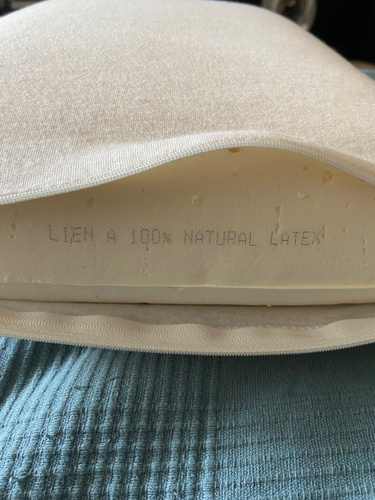 LIEN A 100% NATURAL LATEX